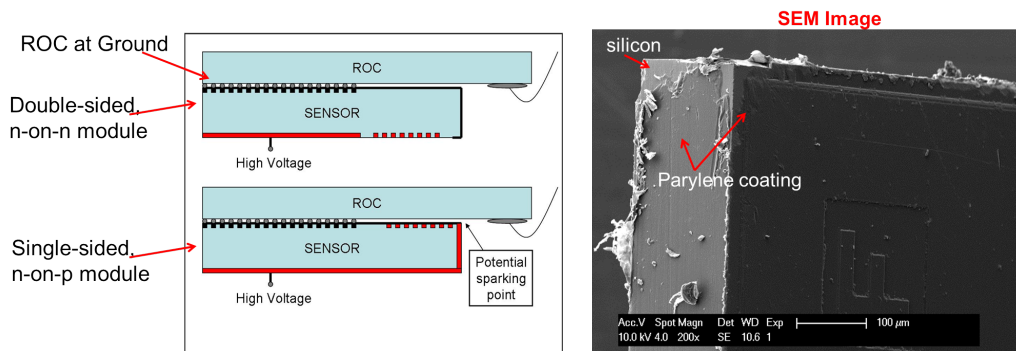 SEM Image
ROC at Ground
ROC
Double-sided,
n-on-n module
SENSOR
High Voltage
ROC
Single-sided,
n-on-p module
SENSOR
High Voltage
Potential
sparking
point
silicon
Parylene coating
Acc.V Spot Magn Det WD Exp
10.0 kV 4.0 200x SE 10.6 1
100 µm